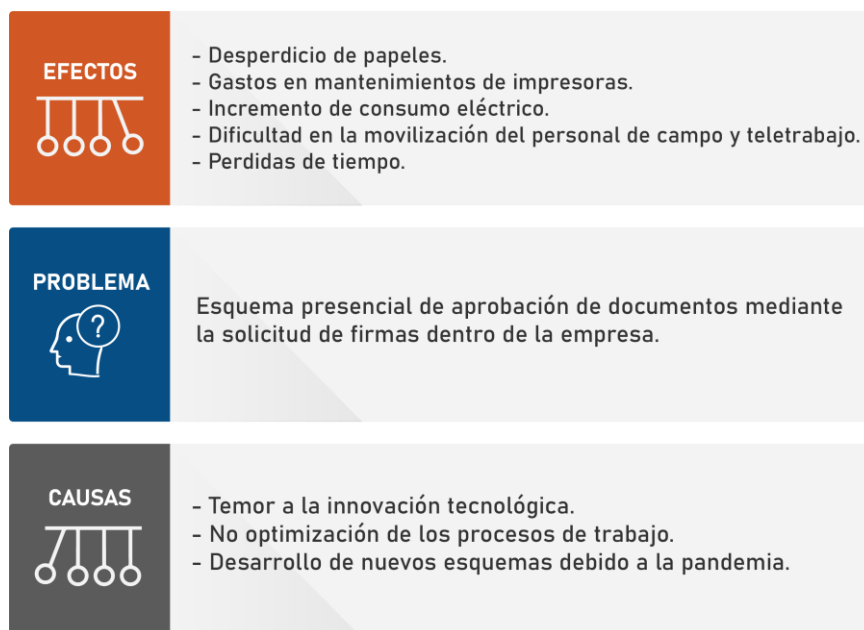 EFECTOS
- Desperdicio de papeles.
- Gastos en mantenimientos de impresoras.
- Incremento de consumo eléctrico.
- Dificultad en la movilización del personal de campo y teletrabajo.
- Perdidas de tiempo.
PROBLEMA
?
Esquema presencial de aprobación de documentos mediante
la solicitud de firmas dentro de la empresa.
CAUSAS
- Temor a la innovación tecnológica.
- No optimización de los procesos de trabajo.
- Desarrollo de nuevos esquemas debido a la pandemia.